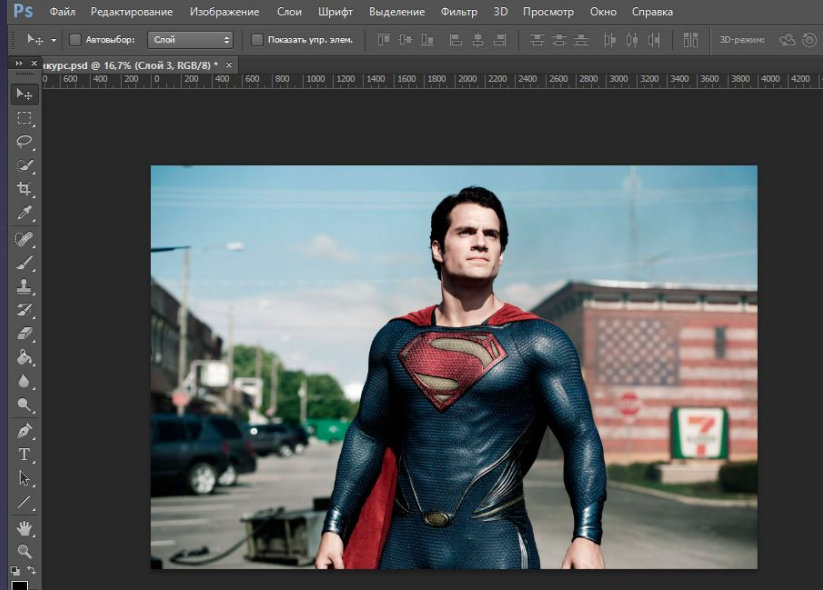 Ps Файл Редактирование Изображение Слои Шрифт Выделение Фильтр 3D Просмотр Окно Справка
Автовыбор: Слой Показать упр. элем. 3D-режим:
нкурс.psd @ 16,7% (Слой 3, RGB/8) * ×
0 600 400 200 0 200 400 600 800 1000 1200 1400 1600 1800 2000 2200 2400 2600 2800 3000 3200 3400 3600 3800 4000 4200
T
S
7